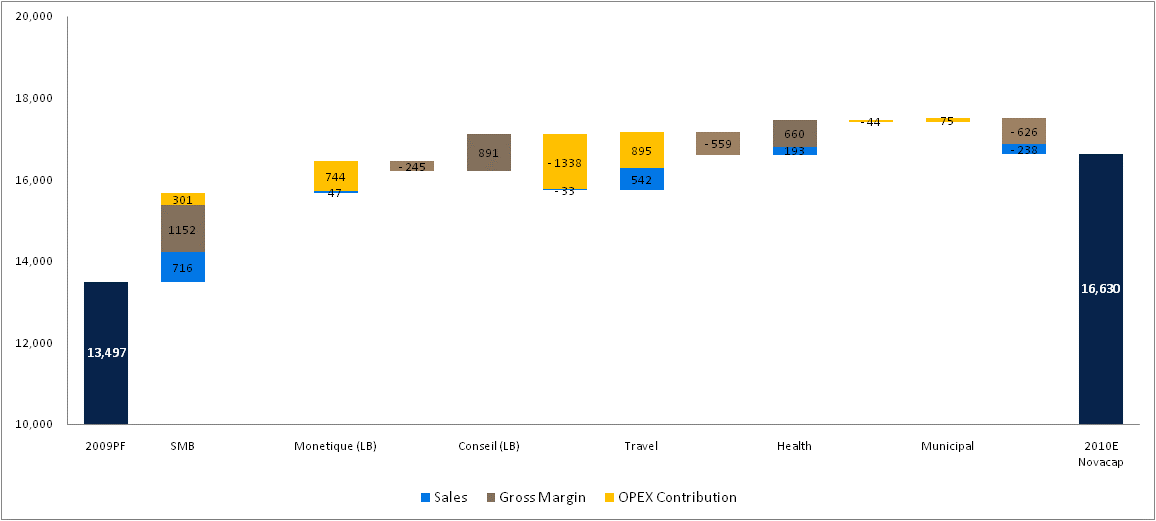 20,000
18,000
16,000
14,000
12,000
10,000
13,497
301
1152
716
744
47
- 245
891
- 1338
- 33
895
542
- 559
660
193
- 44
75
- 626
- 238
16,630
2009PF
SMB
Monetique (LB)
Conseil (LB)
Travel
Health
Municipal
2010E
Novacap
Sales
Gross Margin
OPEX Contribution